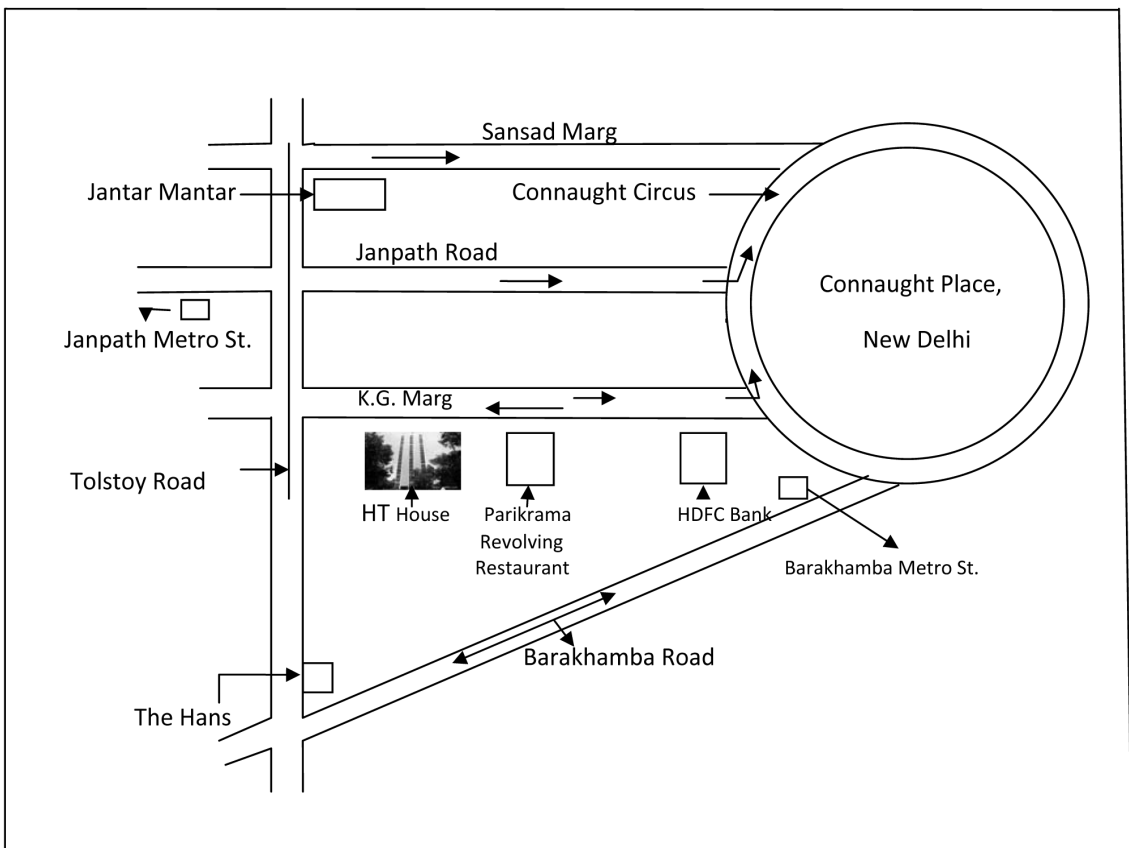 Sansad Marg
Jantar Mantar
Connaught Circus
Janpath Road
Connaught Place,
New Delhi
Janpath Metro St.
K.G. Marg
Tolstoy Road
HT House
Parikrama
Revolving
Restaurant
HDFC Bank
Barakhamba Metro St.
Barakhamba Road
The Hans